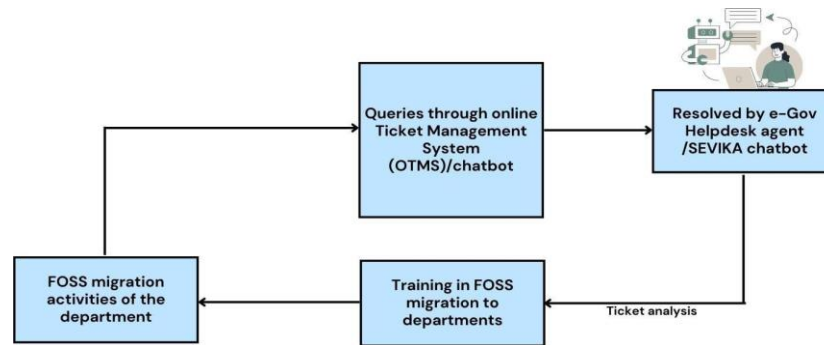 Queries through online
Ticket Management
System
(OTMS)/chatbot
Resolved by e-Gov
Helpdesk agent
/SEVIKA chatbot
FOSS migration
activities of the
department
Training in FOSS
migration to
departments
Ticket analysis